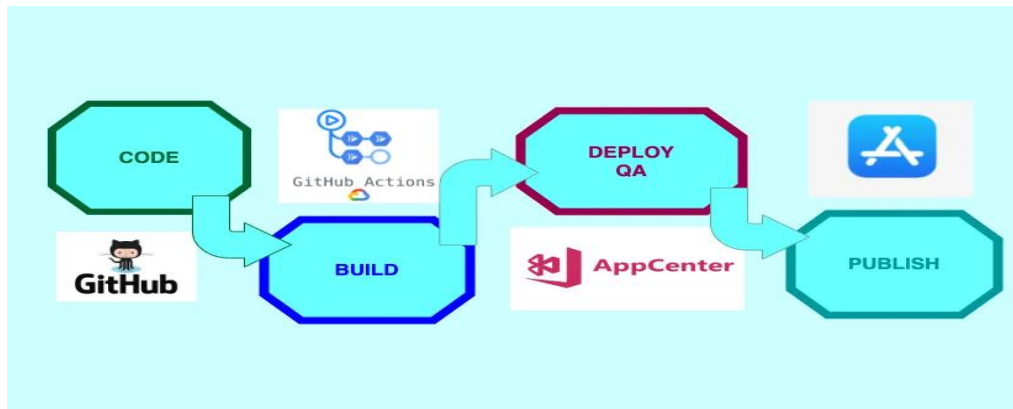 CODE
GitHub
GitHub Actions
BUILD
DEPLOY
QA
AppCenter
PUBLISH